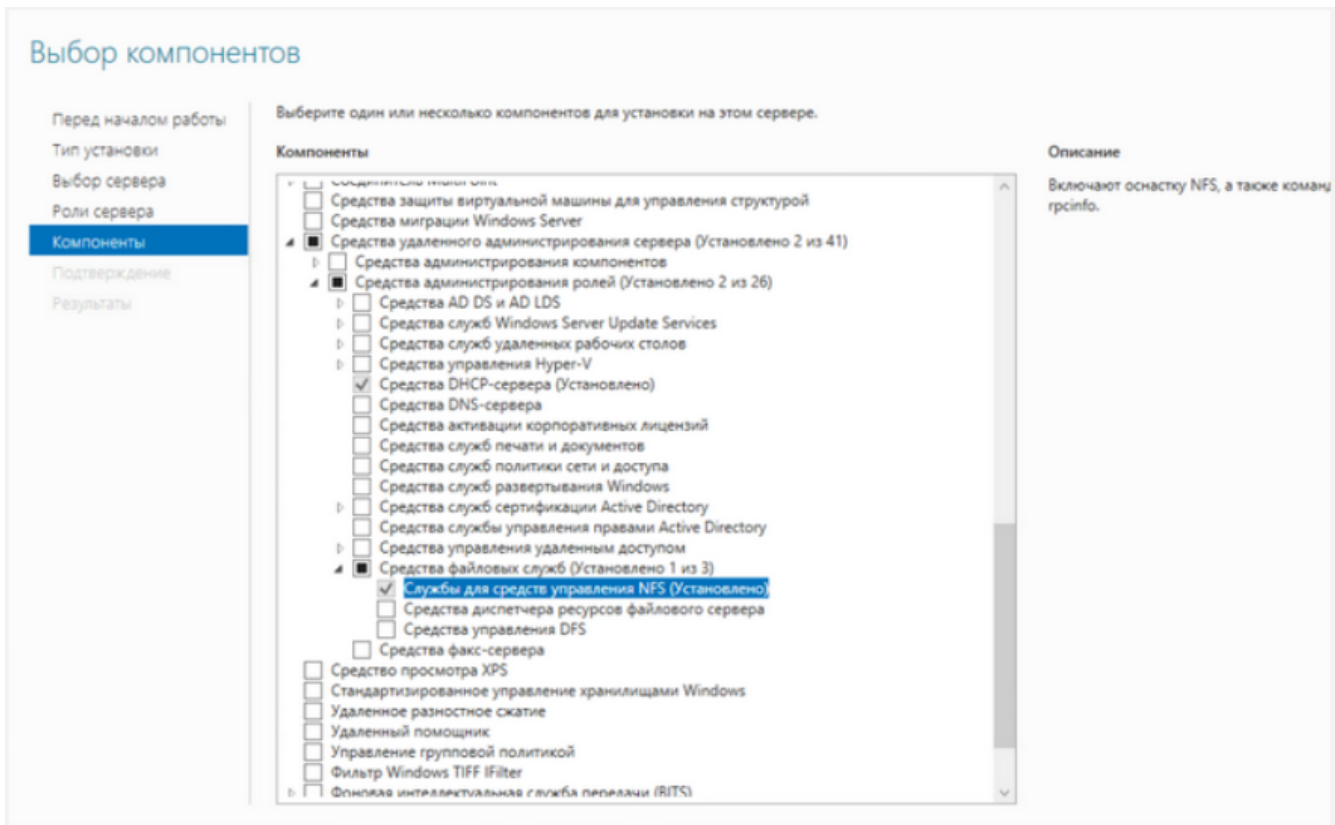 Выбор компонентов
Перед началом работы
Тип установки
Выбор сервера
Роли сервера
Компоненты
Подтверждение
Результаты
Выберите один или несколько компонентов для установки на этом сервере.
Компоненты
Соединитель MultiPoint
Средства защиты виртуальной машины для управления структурой
Средства миграции Windows Server
Средства удаленного администрирования сервера (Установлено 2 из 41)
Средства администрирования компонентов
Средства администрирования ролей (Установлено 2 из 26)
Средства AD DS и AD LDS
Средства служб Windows Server Update Services
Средства служб удаленных рабочих столов
Средства управления Hyper-V
Средства DHCP-сервера (Установлено)
Средства DNS-сервера
Средства активации корпоративных лицензий
Средства служб печати и документов
Средства служб политики сети и доступа
Средства служб развертывания Windows
Средства служб сертификации Active Directory
Средства службы управления правами Active Directory
Средства управления удаленным доступом
Средства файловых служб (Установлено 1 из 3)
Службы для средств управления NFS (Установлено)
Средства диспетчера ресурсов файлового сервера
Средства управления DFS
Средства факс-сервера
Средство просмотра XPS
Стандартизированное управление хранилищами Windows
Удаленное разностное сжатие
Удаленный помощник
Управление групповой политикой
Фильтр Windows TIFF IFilter
Фоновая интеллектуальная служба передачи (BITS)
Описание
Включают оснастку NFS, а также команд
rpcinfo.